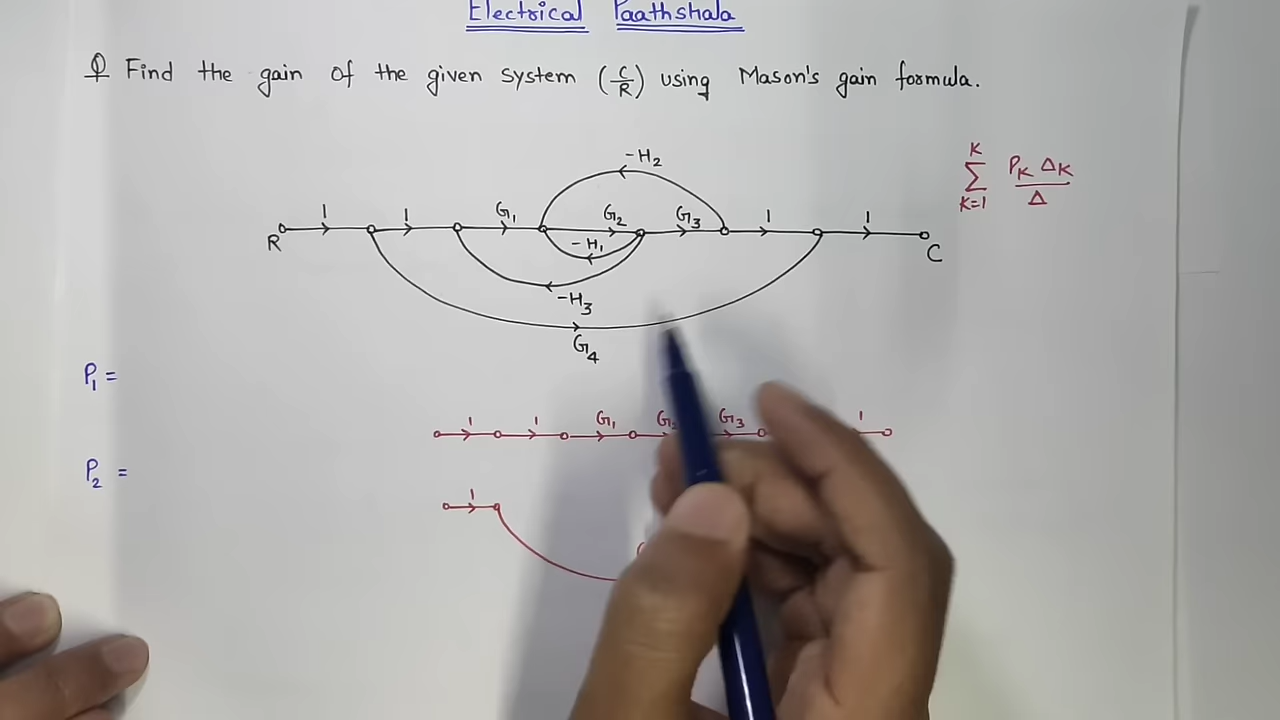 Electrical Paathshala
Q Find the gain of the given system (C/R) using Mason's gain formula.
-H2
K
Σ PK ΔK / Δ
K=1
1 1 G1 G2 G3 1 1
R C
-H1
-H3
G4
P1 =
1 1 G1 G2 G3 1
P2 =
1